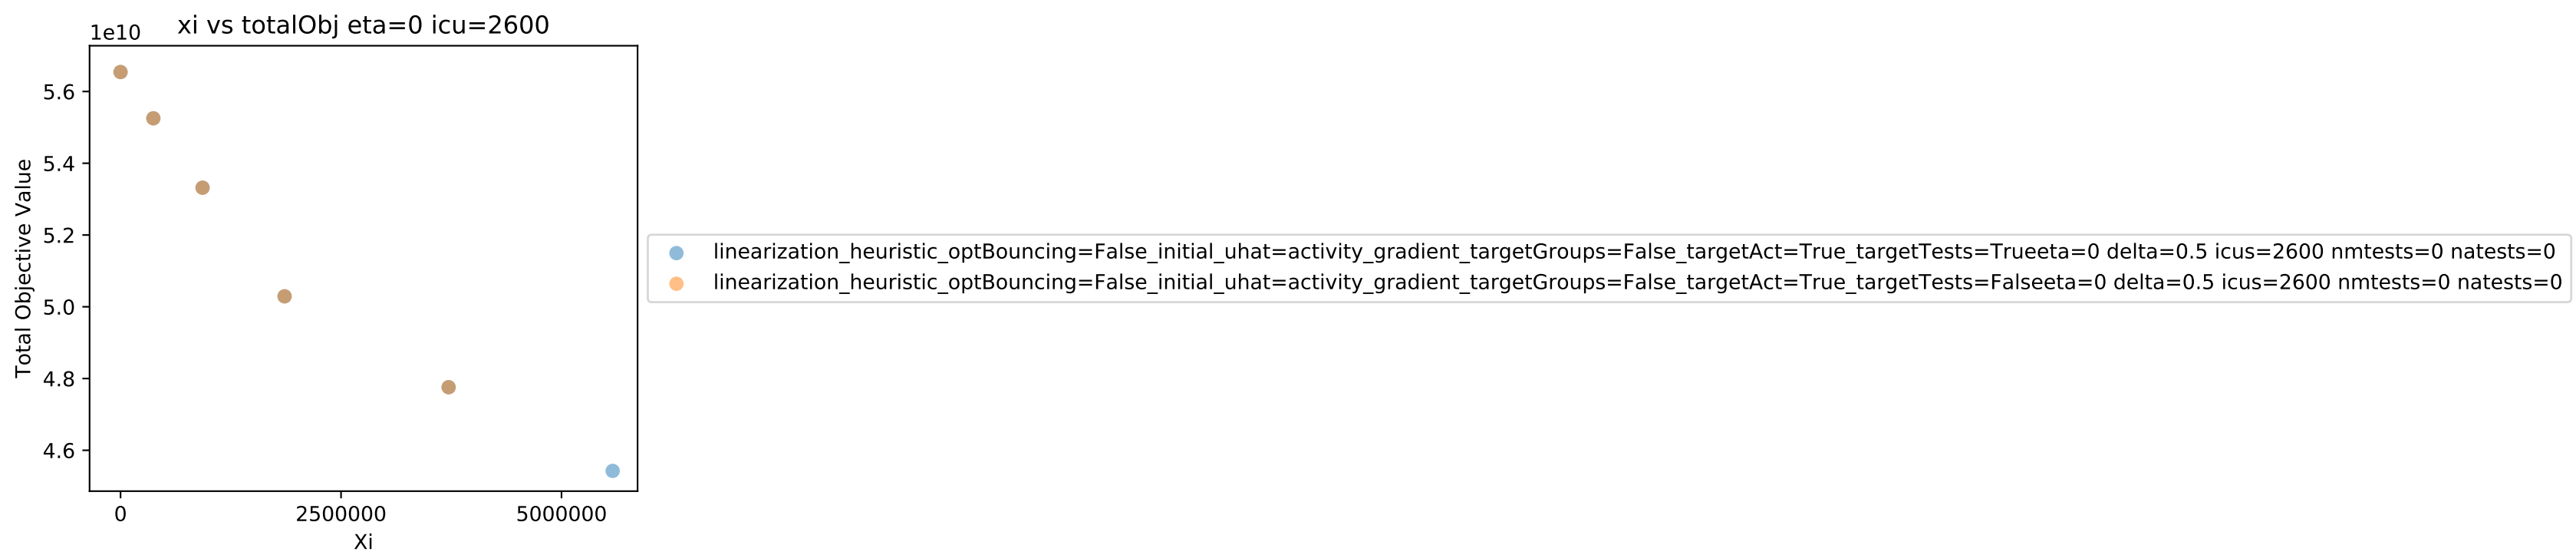 xi vs totalObj eta=0 icu=2600
1e10
5.6
5.4
5.2
5.0
4.8
4.6
Total Objective Value
0 2500000 5000000
Xi
linearization_heuristic_optBouncing=False_initial_uhat=activity_gradient_targetGroups=False_targetAct=True_targetTests=Trueeta=0 delta=0.5 icus=2600 nmtests=0 natests=0
linearization_heuristic_optBouncing=False_initial_uhat=activity_gradient_targetGroups=False_targetAct=True_targetTests=Falseeta=0 delta=0.5 icus=2600 nmtests=0 natests=0